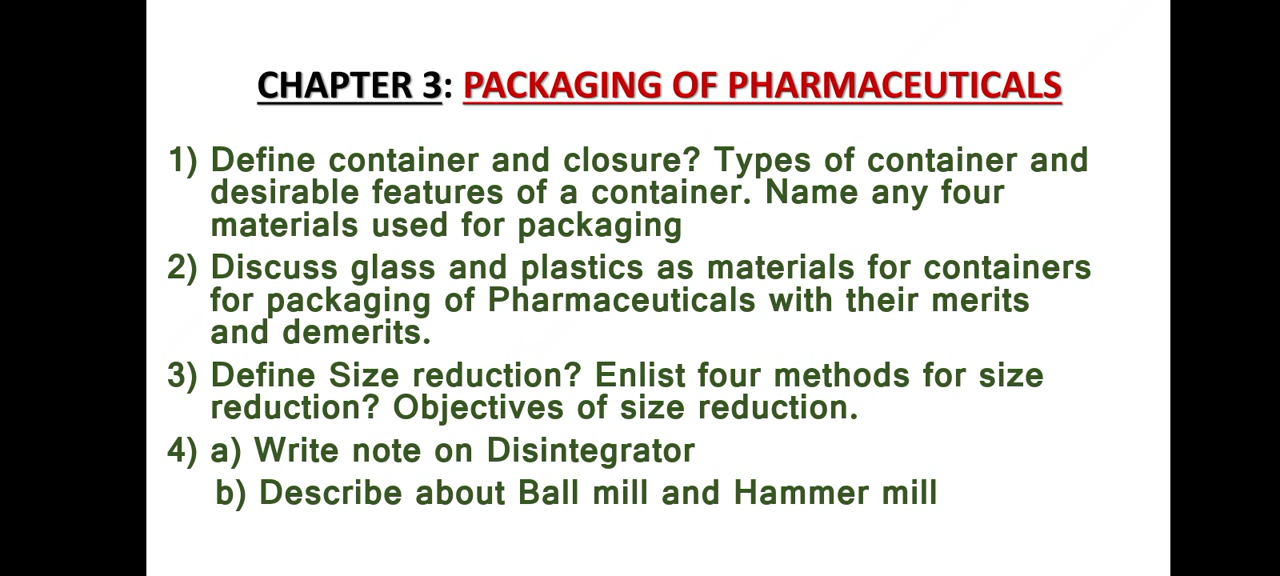 CHAPTER 3: PACKAGING OF PHARMACEUTICALS
1) Define container and closure? Types of container and
desirable features of a container. Name any four
materials used for packaging
2) Discuss glass and plastics as materials for containers
for packaging of Pharmaceuticals with their merits
and demerits.
3) Define Size reduction? Enlist four methods for size
reduction? Objectives of size reduction.
4) a) Write note on Disintegrator
b) Describe about Ball mill and Hammer mill